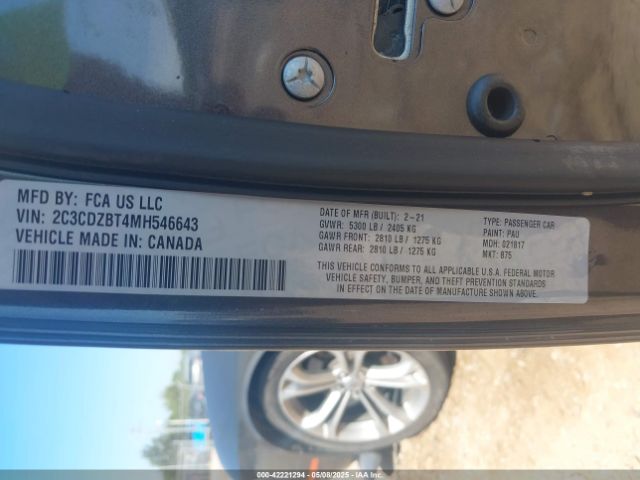 MFD BY: FCA US LLC
VIN: 2C3CDZBT4MH546643
VEHICLE MADE IN: CANADA
DATE OF MFR (BUILT): 2-21
GVWR: 5300 LB / 2405 KG
GAWR FRONT: 2810 LB / 1275 KG
GAWR REAR: 2810 LB / 1275 KG
TYPE: PASSENGER CAR
PAINT: PAU
MDH: 021817
MKT: 875
THIS VEHICLE CONFORMS TO ALL APPLICABLE U.S.A. FEDERAL MOTOR
VEHICLE SAFETY, BUMPER, AND THEFT PREVENTION STANDARDS
IN EFFECT ON THE DATE OF MANUFACTURE SHOWN ABOVE.
000-42221294 05/08/2025 IAAI.COM